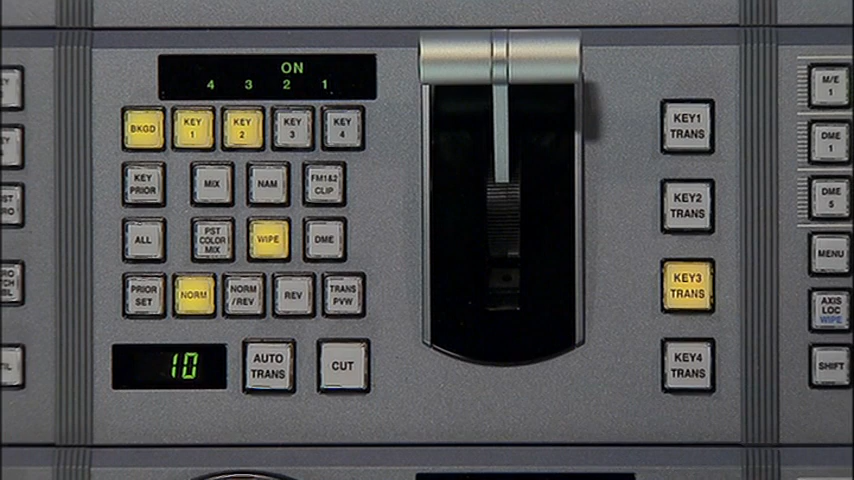 ON
4 3 2 1
BKGD
KEY
1
KEY
2
KEY
3
KEY
4
KEY
PRIOR
MIX
NAM
FM1&2
CLIP
ALL
PST
COLOR
MIX
WIPE
DME
PRIOR
SET
NORM
NORM
/REV
REV
TRANS
PVW
10
AUTO
TRANS
CUT
KEY1
TRANS
KEY2
TRANS
KEY3
TRANS
KEY4
TRANS
M/E
1
DME
1
DME
5
MENU
AXIS
LOC
WIPE
SHIFT